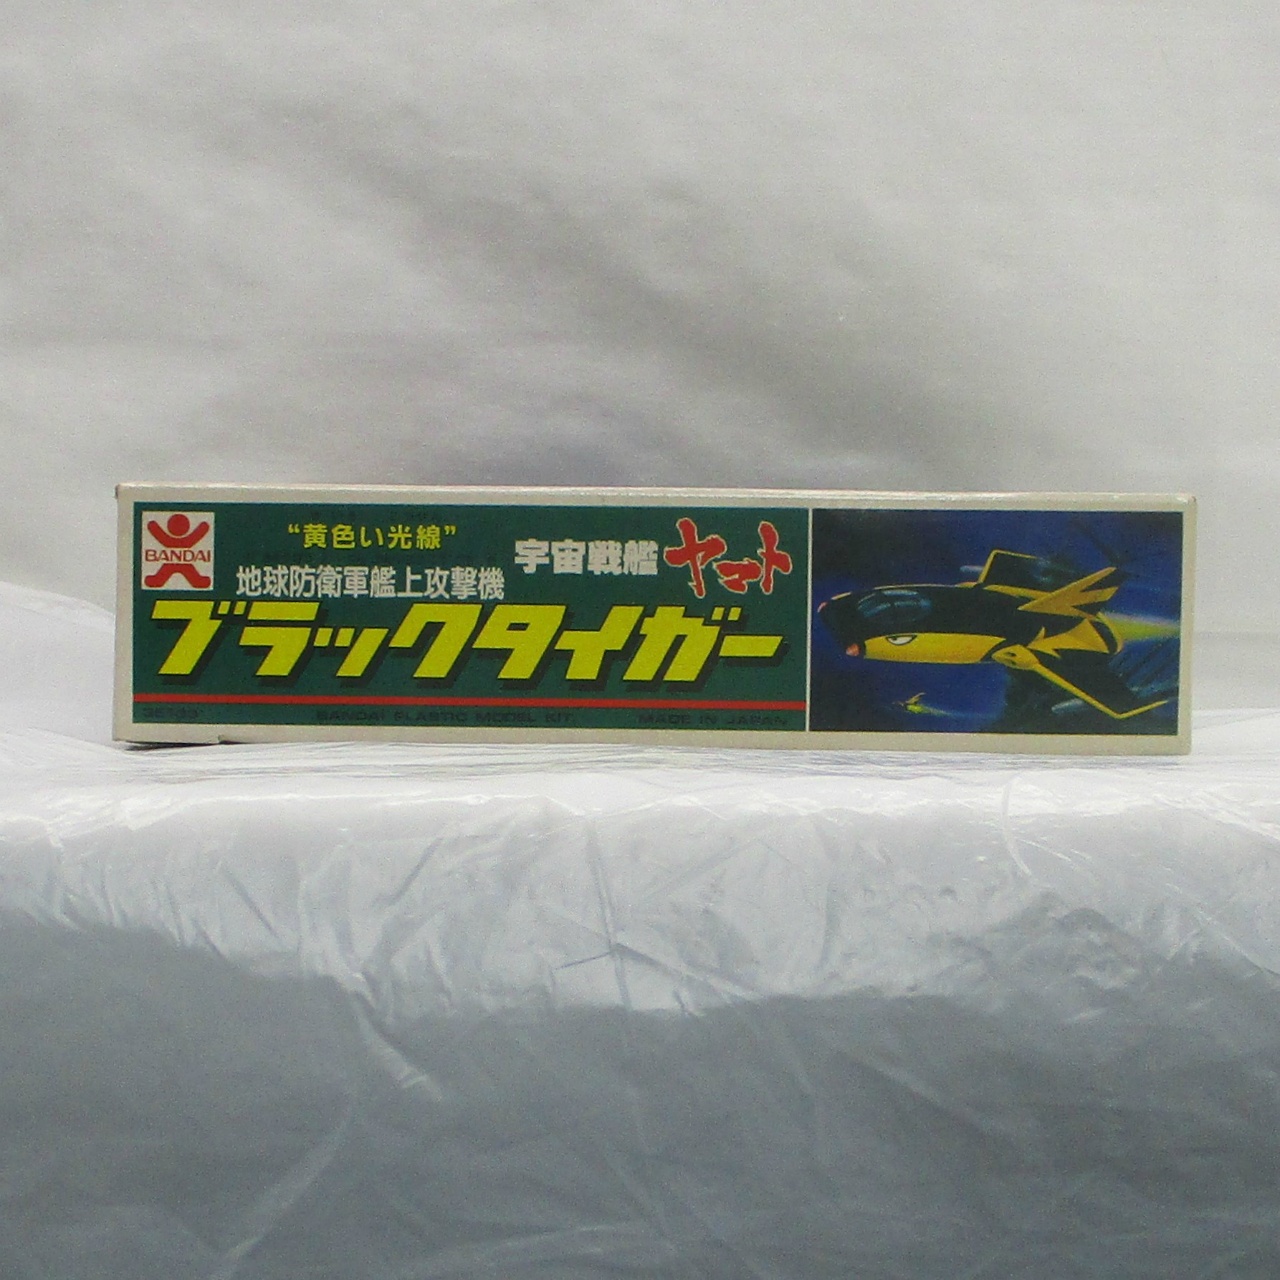 BANDAI
“黄色い光線”
地球防衛軍艦上攻撃機
宇宙戦艦ヤマト
ブラックタイガー
BANDAI PLASTIC MODEL KIT.
MADE IN JAPAN